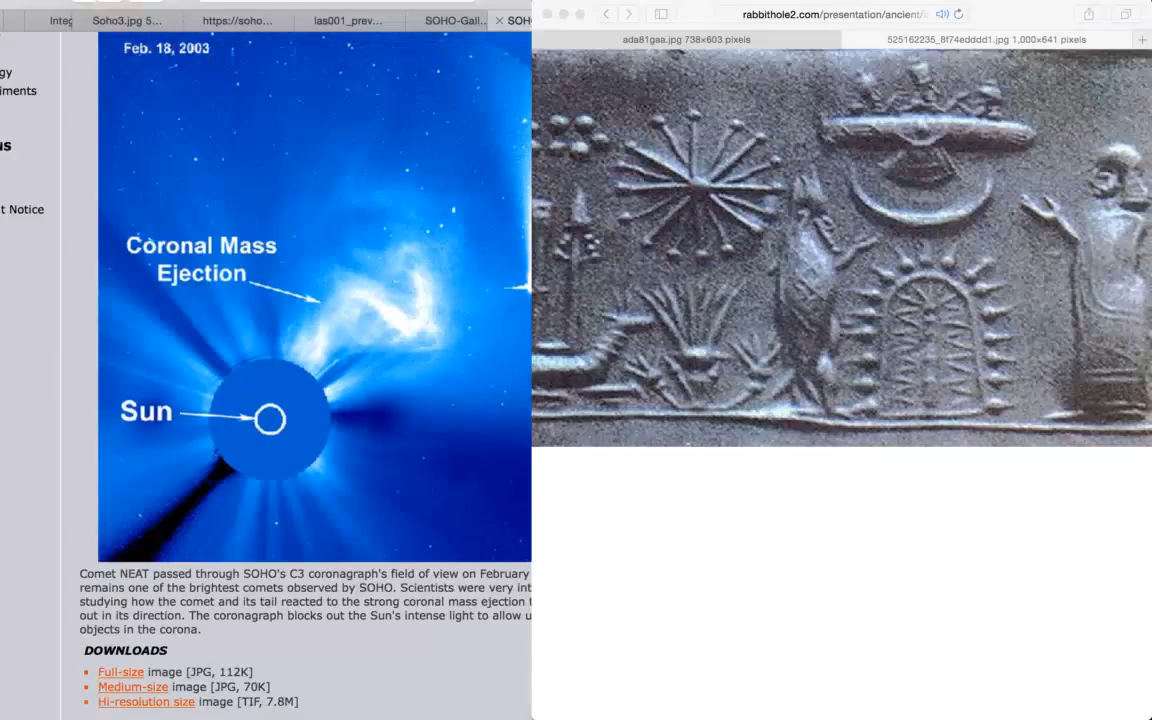 Integ
Soho3.jpg 5...
https://soho...
las001_prev...
SOHO-Gall...
SOH
rabbithole2.com/presentation/ancient/
ada81gaa.jpg 738×603 pixels
525162235_8f74edddd1.jpg 1,000×641 pixels
gy
iments
us
t Notice
Feb. 18, 2003
Coronal Mass
Ejection
Sun
Comet NEAT passed through SOHO's C3 coronagraph's field of view on February
remains one of the brightest comets observed by SOHO. Scientists were very int
studying how the comet and its tail reacted to the strong coronal mass ejection t
out in its direction. The coronagraph blocks out the Sun's intense light to allow u
objects in the corona.
DOWNLOADS
Full-size image [JPG, 112K]
Medium-size image [JPG, 70K]
Hi-resolution size image [TIF, 7.8M]